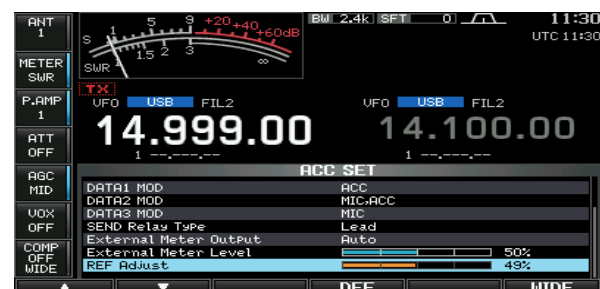 ANT
1
METER
SWR
P.AMP
1
ATT
OFF
AGC
MID
VOX
OFF
COMP
OFF
WIDE
S 1 5 9 +20 +40 +60dB
SWR 1 1.5 2 3 ∞
BW 2.4k SFT 0
11:30
UTC 11:30
TX
VFO USB FIL2
14.999.00
1 --.---.--
VFO USB FIL2
14.100.00
1 --.---.--
ACC SET
DATA1 MOD ACC
DATA2 MOD MIC,ACC
DATA3 MOD MIC
SEND Relay Type Lead
External Meter Output Auto
External Meter Level 50%
REF Adjust 49%
DEF WIDE